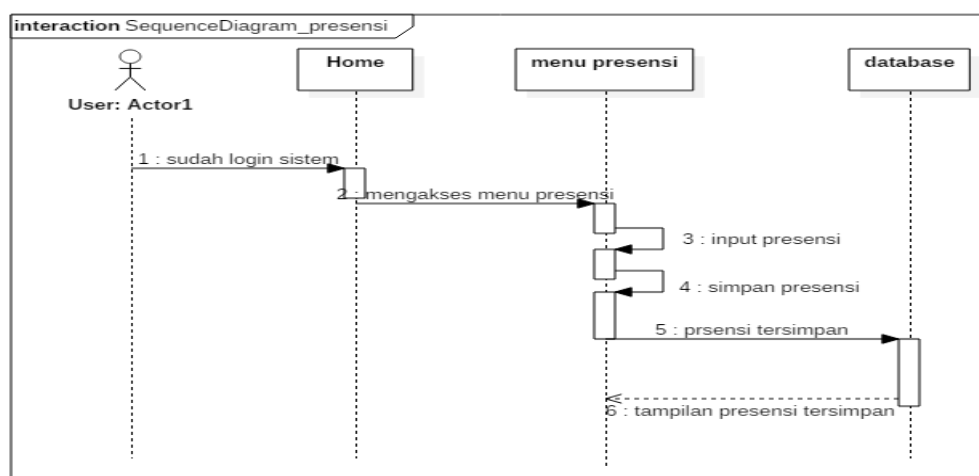 interaction SequenceDiagram_presensi
Home
menu presensi
database
User: Actor1
1 : sudah login sistem
2 : mengakses menu presensi
3 : input presensi
4 : simpan presensi
5 : prsensi tersimpan
6 : tampilan presensi tersimpan